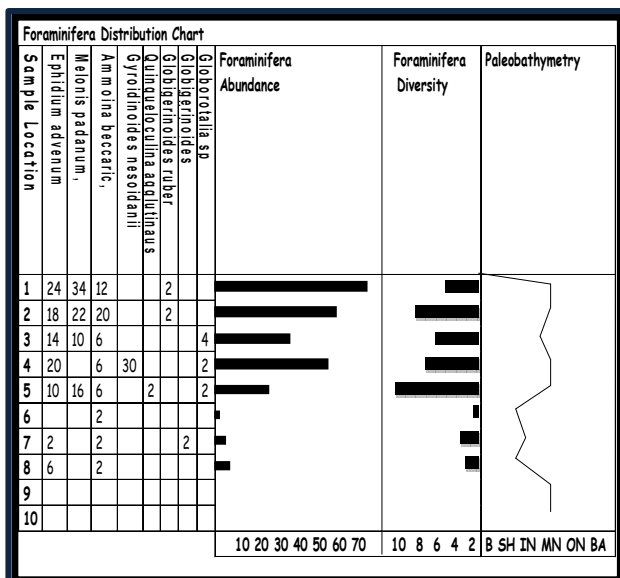 Foraminifera Distribution Chart
Sample Location
Ephidium advenum
Melonis padanum,
Ammoina beccaric,
Gyroidinoides nesoidanii
Quinqueloculina agglutinaus
Globigerinoides ruber
Globigerinoides
Globorotalia sp
Foraminifera Abundance
Foraminifera Diversity
Paleobathymetry
1 24 34 12 2
2 18 22 20 2
3 14 10 6 4
4 20 6 30 2
5 10 16 6 2 2
6 2
7 2 2 2
8 6 2
9
10
10 20 30 40 50 60 70 10 8 6 4 2 B SH IN MN ON BA